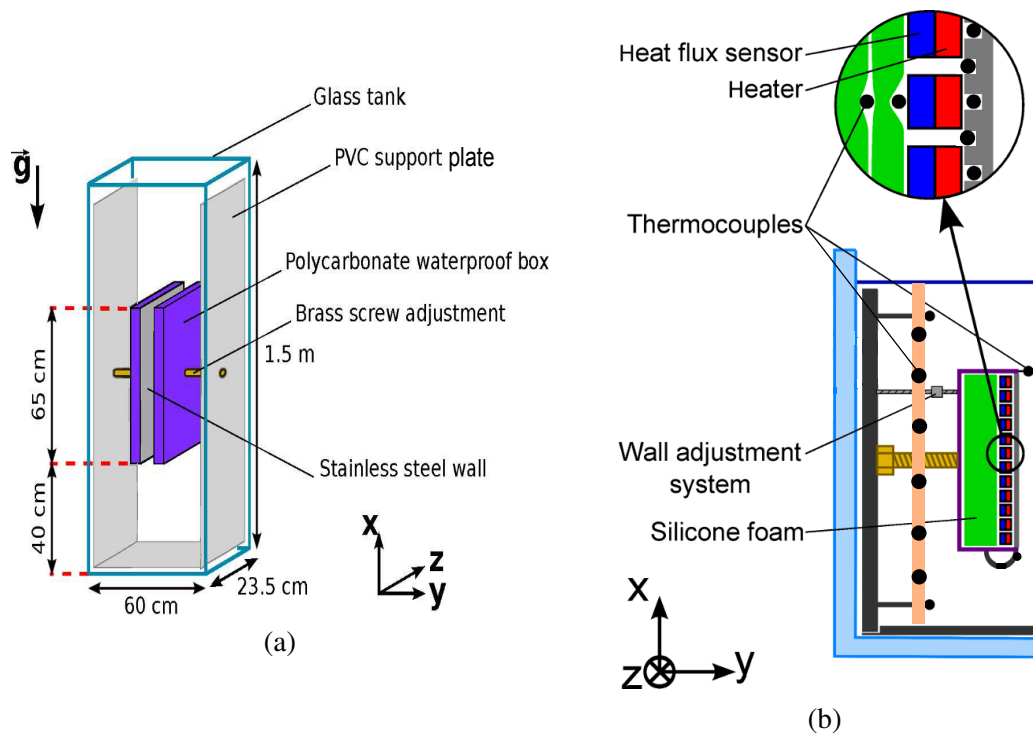 Glass tank
g
PVC support plate
Polycarbonate waterproof box
Brass screw adjustment
1.5 m
65 cm
Stainless steel wall
40 cm
x
z
y
23.5 cm
60 cm
(a)
Heat flux sensor
Heater
Thermocouples
Wall adjustment
system
Silicone foam
x
z
y
(b)